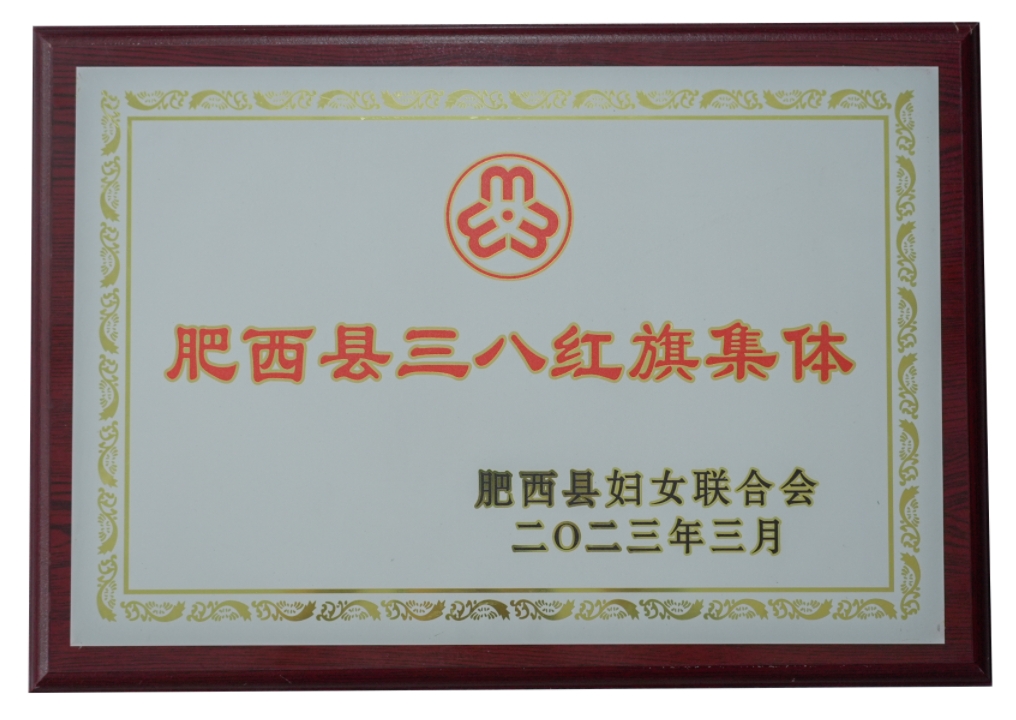 肥西县三八红旗集体
肥西县妇女联合会
二〇二三年三月